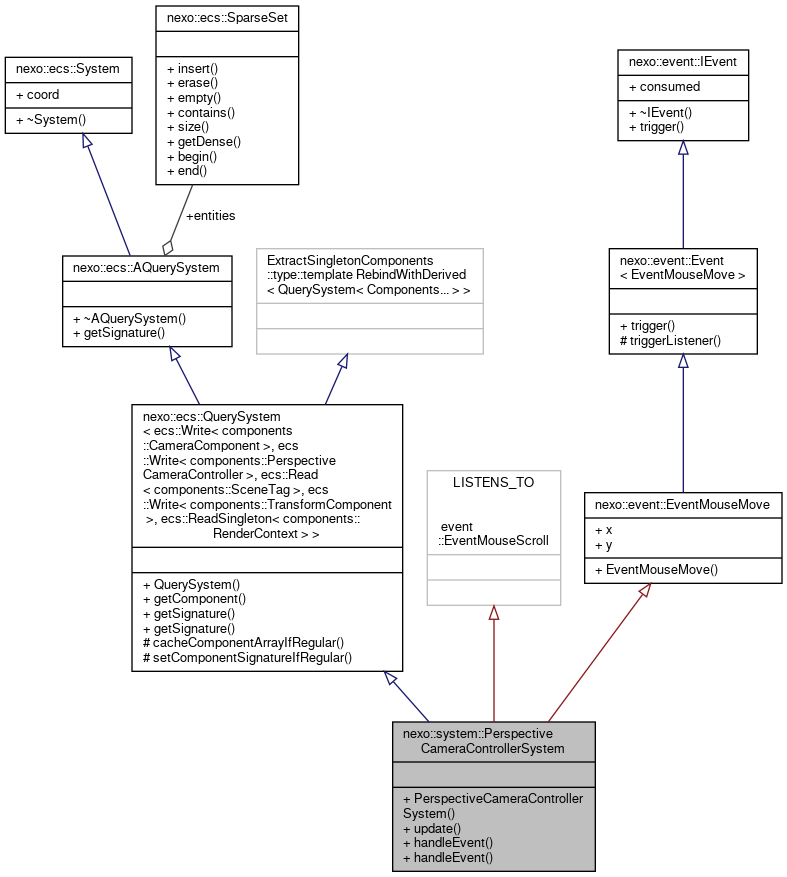 nexo::ecs::SparseSet
+ insert()
+ erase()
+ empty()
+ contains()
+ size()
+ getDense()
+ begin()
+ end()
nexo::ecs::System
+ coord
+ ~System()
nexo::event::IEvent
+ consumed
+ ~IEvent()
+ trigger()
+entities
nexo::ecs::AQuerySystem
+ ~AQuerySystem()
+ getSignature()
ExtractSingletonComponents
::type::template RebindWithDerived
< QuerySystem< Components... > >
nexo::event::Event
< EventMouseMove >
+ trigger()
# triggerListener()
nexo::ecs::QuerySystem
< ecs::Write< components
::CameraComponent >, ecs
::Write< components::Perspective
CameraController >, ecs::Read
< components::SceneTag >, ecs
::Write< components::TransformComponent
 >, ecs::ReadSingleton< components::
RenderContext > >
+ QuerySystem()
+ getComponent()
+ getSignature()
+ getSignature()
# cacheComponentArrayIfRegular()
# setComponentSignatureIfRegular()
LISTENS_TO
event
::EventMouseScroll
nexo::event::EventMouseMove
+ x
+ y
+ EventMouseMove()
nexo::system::Perspective
CameraControllerSystem
+ PerspectiveCameraController
System()
+ update()
+ handleEvent()
+ handleEvent()